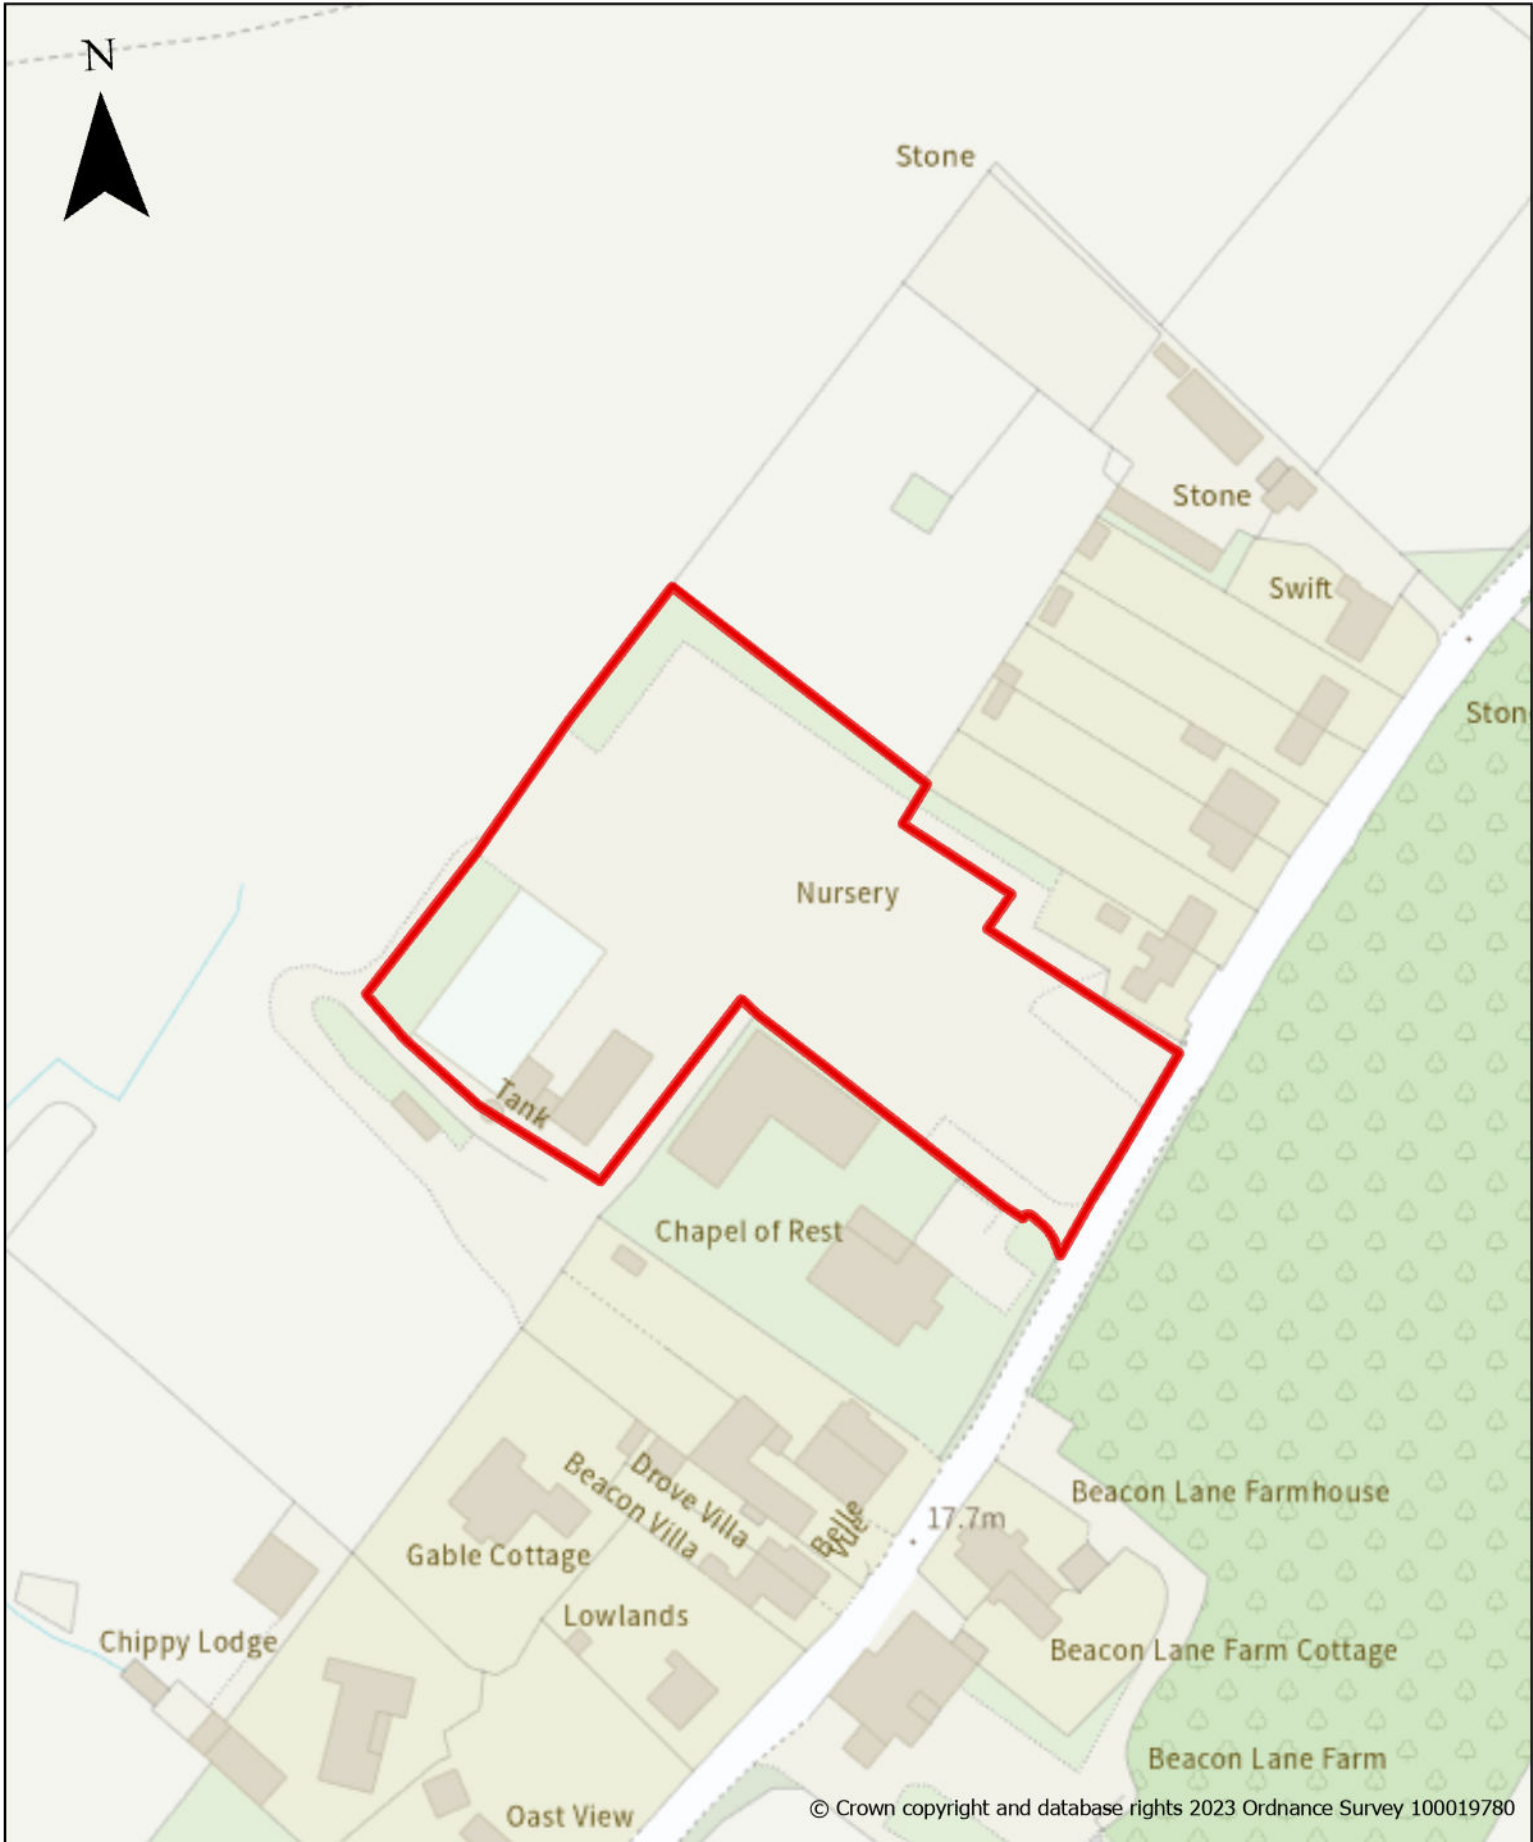 N
Stone
Stone
Swift
Ston
Nursery
Tank
Chapel of Rest
Beacon Lane Farmhouse
17.7m
Drove Villa
Beacon Villa
Belle
Vue
Gable Cottage
Lowlands
Chippy Lodge
Beacon Lane Farm Cottage
Beacon Lane Farm
Oast View
© Crown copyright and database rights 2023 Ordnance Survey 100019780